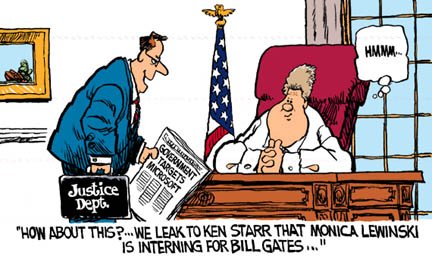 HMMM...
GOVERNMENT
TARGETS
MICROSOFT
Justice
Dept.
"HOW ABOUT THIS?...WE LEAK TO KEN STARR THAT MONICA LEWINSKI
IS INTERNING FOR BILL GATES..."